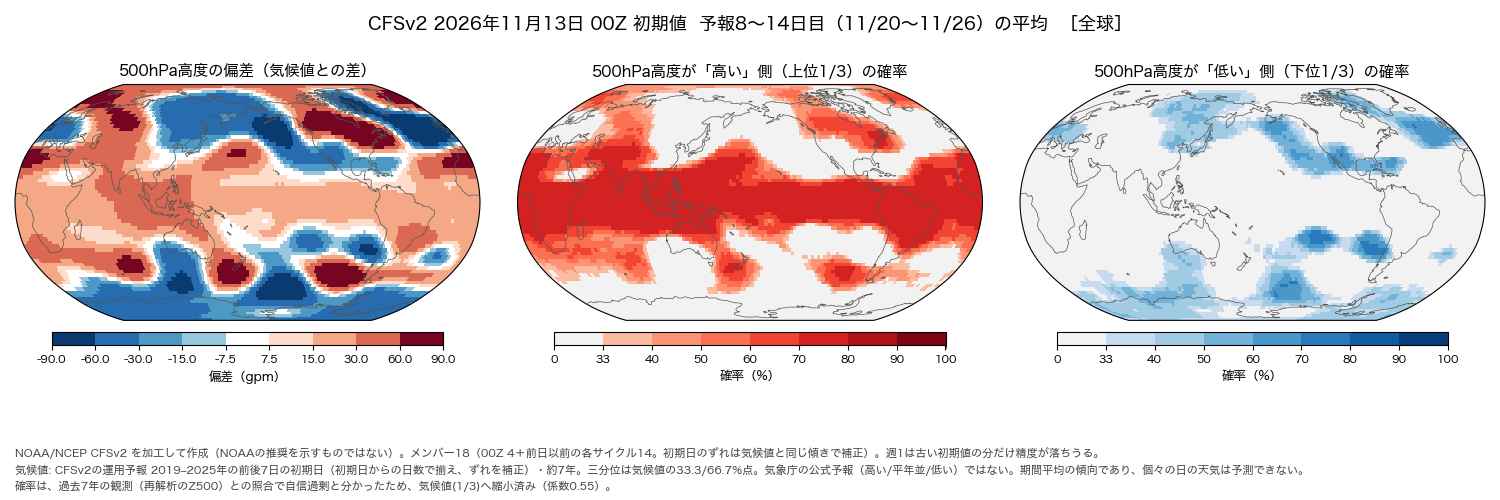 CFSv2 2026年11月13日 00Z 初期値 予報8～14日目（11/20～11/26）の平均 ［全球］
500hPa高度の偏差（気候値との差）
500hPa高度が「高い」側（上位1/3）の確率
500hPa高度が「低い」側（下位1/3）の確率
-90.0 -60.0 -30.0 -15.0 -7.5 7.5 15.0 30.0 60.0 90.0
偏差（gpm）
0 33 40 50 60 70 80 90 100
確率（%）
0 33 40 50 60 70 80 90 100
確率（%）
NOAA/NCEP CFSv2 を加工して作成（NOAAの推奨を示すものではない）。メンバー18（00Z 4＋前日以前の各サイクル14。初期日のずれは気候値と同じ傾きで補正）。週1は古い初期値の分だけ精度が落ちうる。
気候値: CFSv2の運用予報 2019–2025年の前後7日の初期日（初期日からの日数で揃え、ずれを補正）・約7年。三分位は気候値の33.3/66.7%点。気象庁の公式予報（高い/平年並/低い）ではない。期間平均の傾向であり、個々の日の天気は予測できない。
確率は、過去7年の観測（再解析のZ500）との照合で自信過剰と分かったため、気候値(1/3)へ縮小済み（係数0.55）。